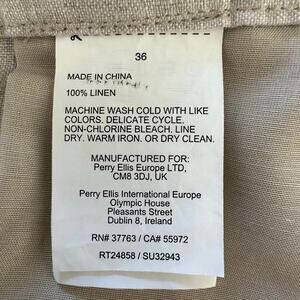 36
MADE IN CHINA
100% LINEN
MACHINE WASH COLD WITH LIKE
COLORS. DELICATE CYCLE.
NON-CHLORINE BLEACH. LINE
DRY. WARM IRON. OR DRY CLEAN.
MANUFACTURED FOR:
Perry Ellis Europe LTD,
CM8 3DJ, UK
Perry Ellis International Europe
Olympic House
Pleasants Street
Dublin 8, Ireland
RN# 37763 / CA# 55972
RT24858 / SU32943